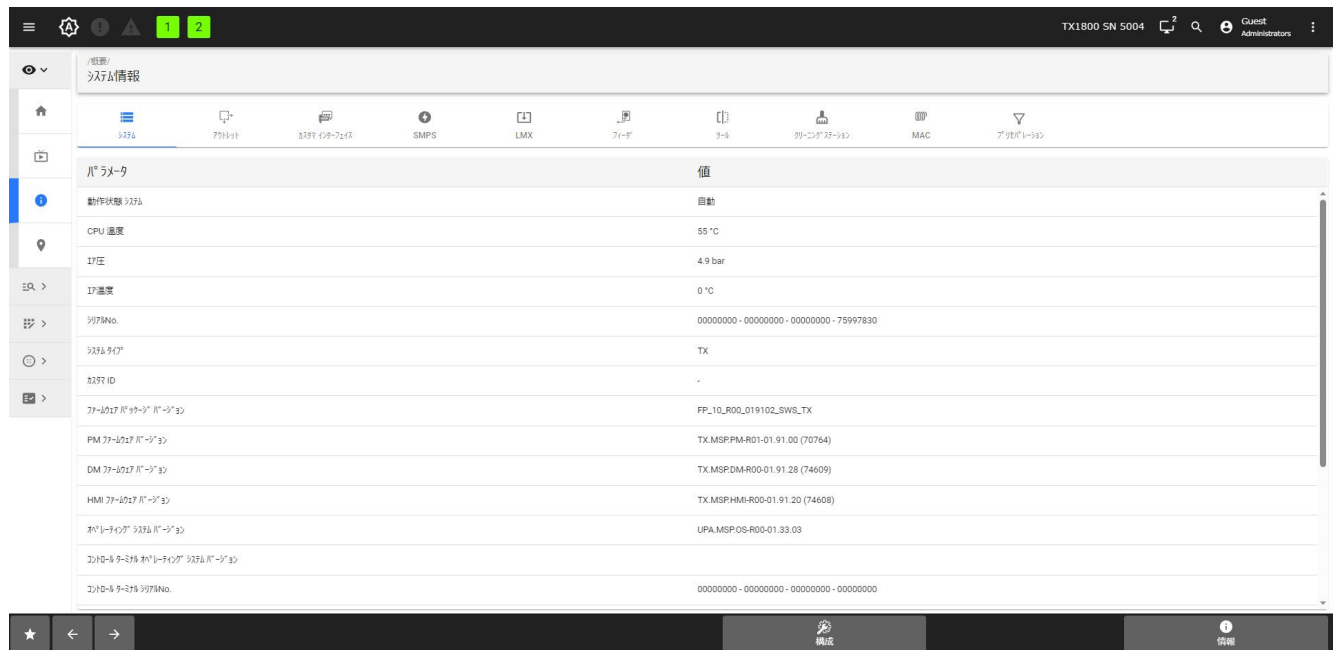 1 2 TX1800 SN 5004 2 Guest
Administrators
/概要/
ｼｽﾃﾑ情報
ｼｽﾃﾑ ｱｳﾄﾚｯﾄ ｶｽﾀﾏ ｲﾝﾀｰﾌｪｲｽ SMPS LMX ﾌｨｰﾀﾞ ﾂｰﾙ ｸﾘｰﾆﾝｸﾞ ｽﾃｰｼｮﾝ MAC ﾌﾟﾘｾﾊﾟﾚｰｼｮﾝ
ﾊﾟﾗﾒｰﾀ 値
動作状態 ｼｽﾃﾑ 自動
CPU 温度 55 °C
ｴｱ圧 4.9 bar
ｴｱ温度 0 °C
ｼﾘｱﾙNo. 00000000 - 00000000 - 00000000 - 75997830
ｼｽﾃﾑ ﾀｲﾌﾟ TX
ｶｽﾀﾏ ID -
ﾌｧｰﾑｳｪｱ ﾊﾟｯｹｰｼﾞ ﾊﾞｰｼﾞｮﾝ FP_10_R00_019102_SWS_TX
PM ﾌｧｰﾑｳｪｱ ﾊﾞｰｼﾞｮﾝ TX.MSP.PM-R01-01.91.00 (70764)
DM ﾌｧｰﾑｳｪｱ ﾊﾞｰｼﾞｮﾝ TX.MSP.DM-R00-01.91.28 (74609)
HMI ﾌｧｰﾑｳｪｱ ﾊﾞｰｼﾞｮﾝ TX.MSP.HMI-R00-01.91.20 (74608)
ｵﾍﾟﾚｰﾃｨﾝｸﾞ ｼｽﾃﾑ ﾊﾞｰｼﾞｮﾝ UPA.MSP.OS-R00-01.33.03
ｺﾝﾄﾛｰﾙ ﾀｰﾐﾅﾙ ｵﾍﾟﾚｰﾃｨﾝｸﾞ ｼｽﾃﾑ ﾊﾞｰｼﾞｮﾝ
ｺﾝﾄﾛｰﾙ ﾀｰﾐﾅﾙ ｼﾘｱﾙNo. 00000000 - 00000000 - 00000000 - 00000000
構成 情報